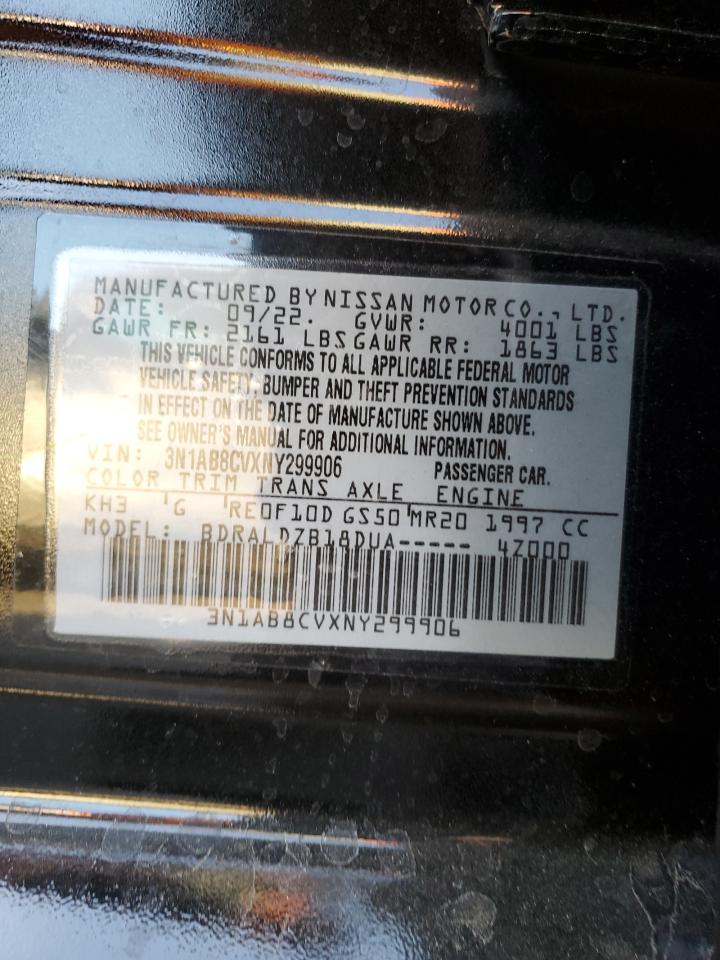 MANUFACTURED BY NISSAN MOTOR CO., LTD.
DATE: 09/22. GVWR: 4001 LBS
GAWR FR: 2161 LBS GAWR RR: 1863 LBS
THIS VEHICLE CONFORMS TO ALL APPLICABLE FEDERAL MOTOR
VEHICLE SAFETY, BUMPER AND THEFT PREVENTION STANDARDS
IN EFFECT ON THE DATE OF MANUFACTURE SHOWN ABOVE.
SEE OWNER'S MANUAL FOR ADDITIONAL INFORMATION.
VIN: 3N1AB8CVXNY299906 PASSENGER CAR.
COLOR TRIM TRANS AXLE ENGINE
KH3 G RE0F10D GS50 MR20 1997 CC
MODEL: BDRALDZB18DUA----- 4Z000
3N1AB8CVXNY299906